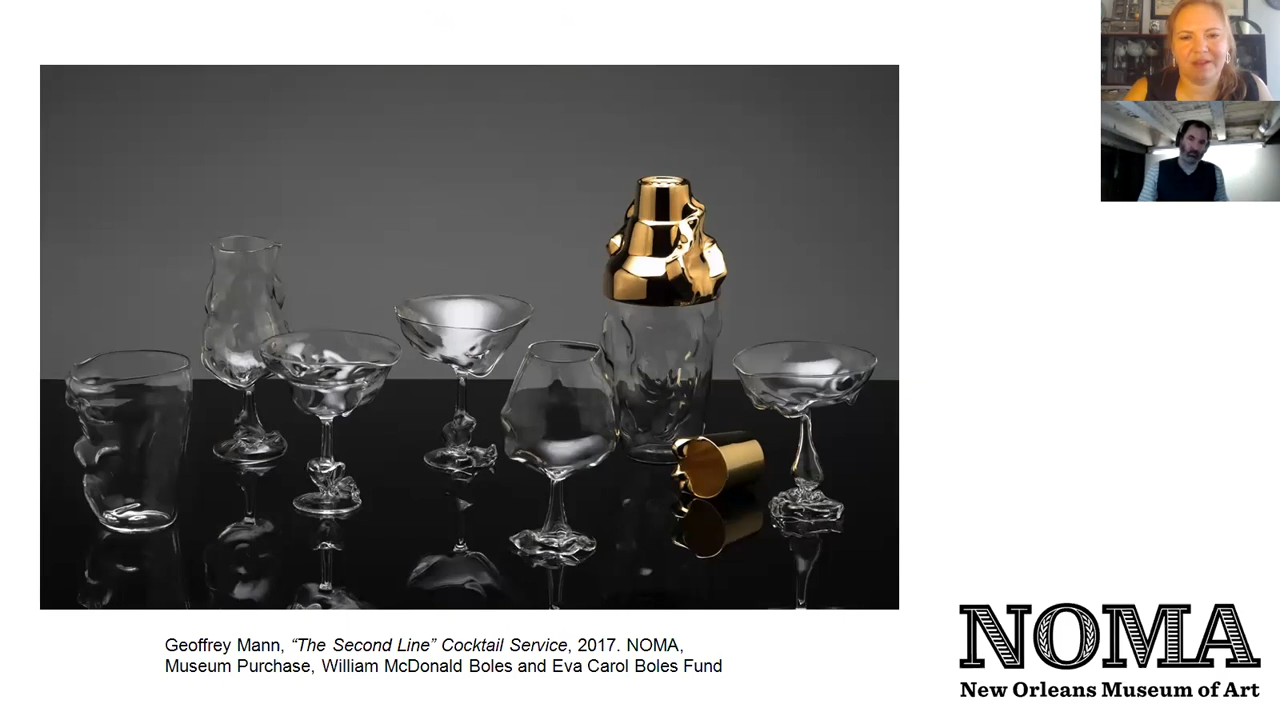 Geoffrey Mann, “The Second Line” Cocktail Service, 2017. NOMA,
Museum Purchase, William McDonald Boles and Eva Carol Boles Fund
NOMA
New Orleans Museum of Art